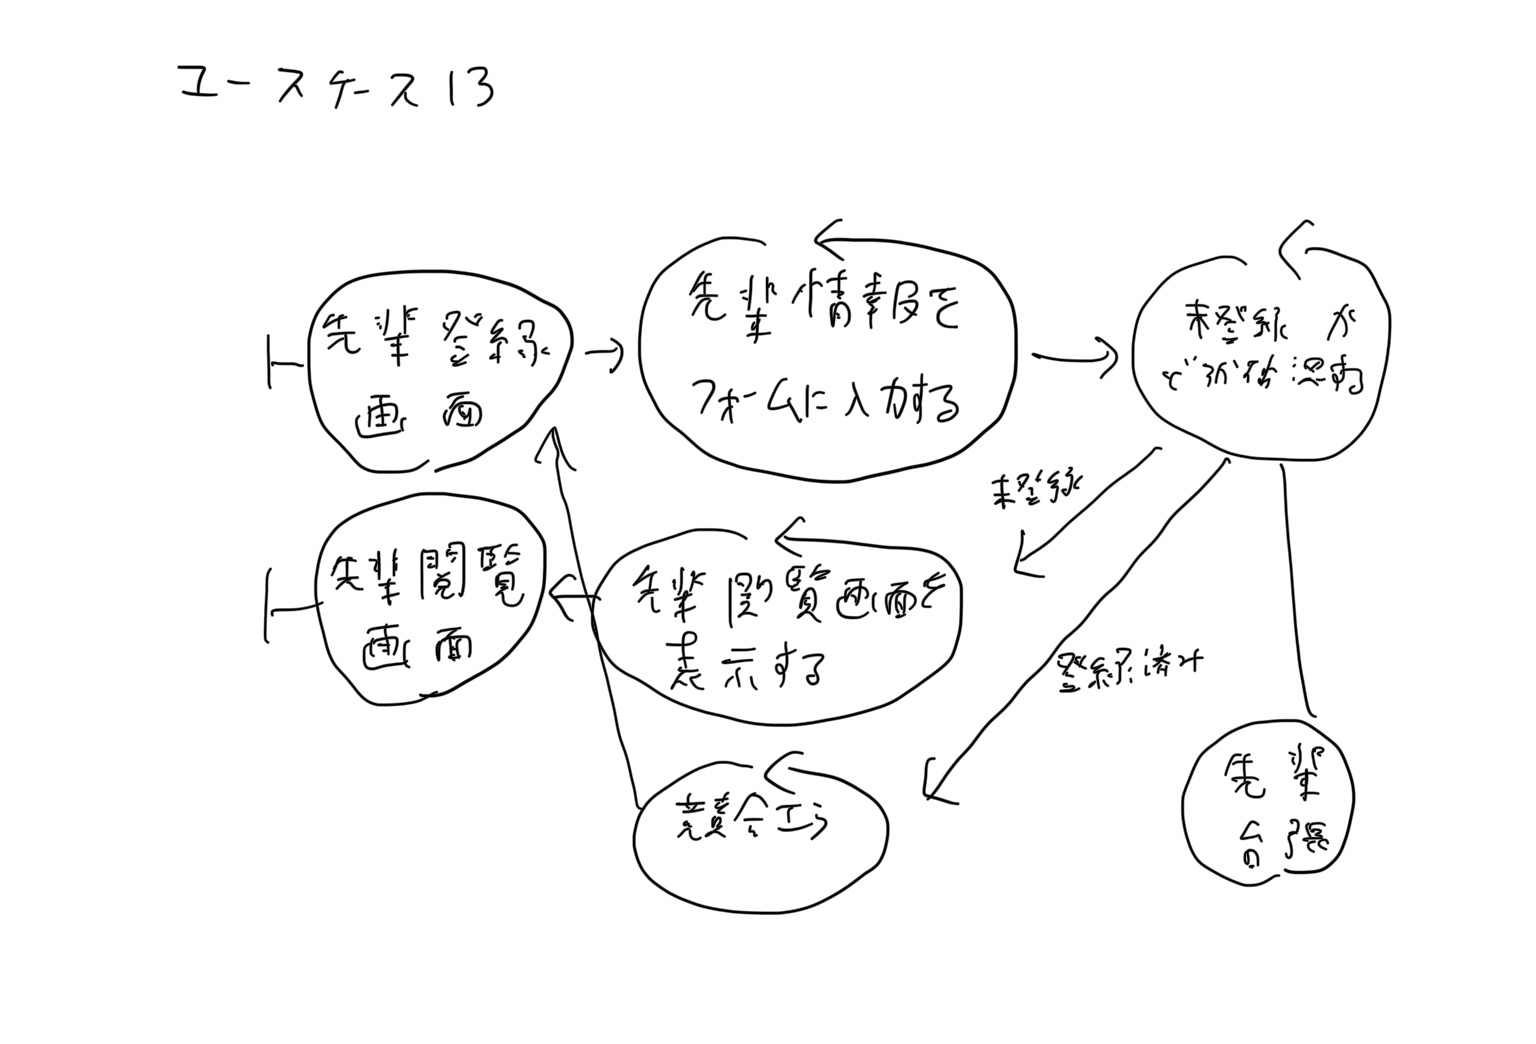 ユースケース13
先輩登録
画面
先輩情報を
フォームに入力する
未登録か
どうか確認する
未登録
先輩閲覧
画面
先輩閲覧画面を
表示する
登録済み
競合エラ
先輩
台帳